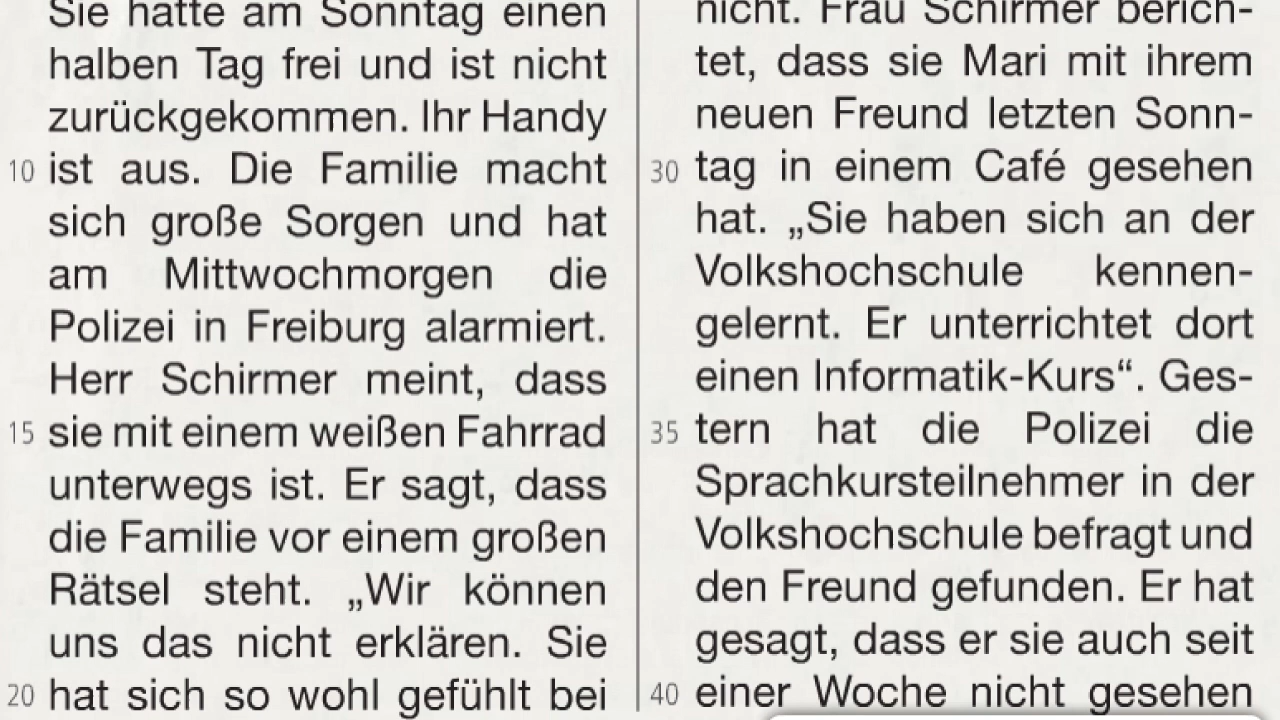 Sie hatte am Sonntag einen
halben Tag frei und ist nicht
zurückgekommen. Ihr Handy
10 ist aus. Die Familie macht
sich große Sorgen und hat
am Mittwochmorgen die
Polizei in Freiburg alarmiert.
Herr Schirmer meint, dass
15 sie mit einem weißen Fahrrad
unterwegs ist. Er sagt, dass
die Familie vor einem großen
Rätsel steht. „Wir können
uns das nicht erklären. Sie
20 hat sich so wohl gefühlt bei
nicht. Frau Schirmer berich-
tet, dass sie Mari mit ihrem
neuen Freund letzten Sonn-
30 tag in einem Café gesehen
hat. „Sie haben sich an der
Volkshochschule kennen-
gelernt. Er unterrichtet dort
einen Informatik-Kurs“. Ges-
35 tern hat die Polizei die
Sprachkursteilnehmer in der
Volkshochschule befragt und
den Freund gefunden. Er hat
gesagt, dass er sie auch seit
40 einer Woche nicht gesehen